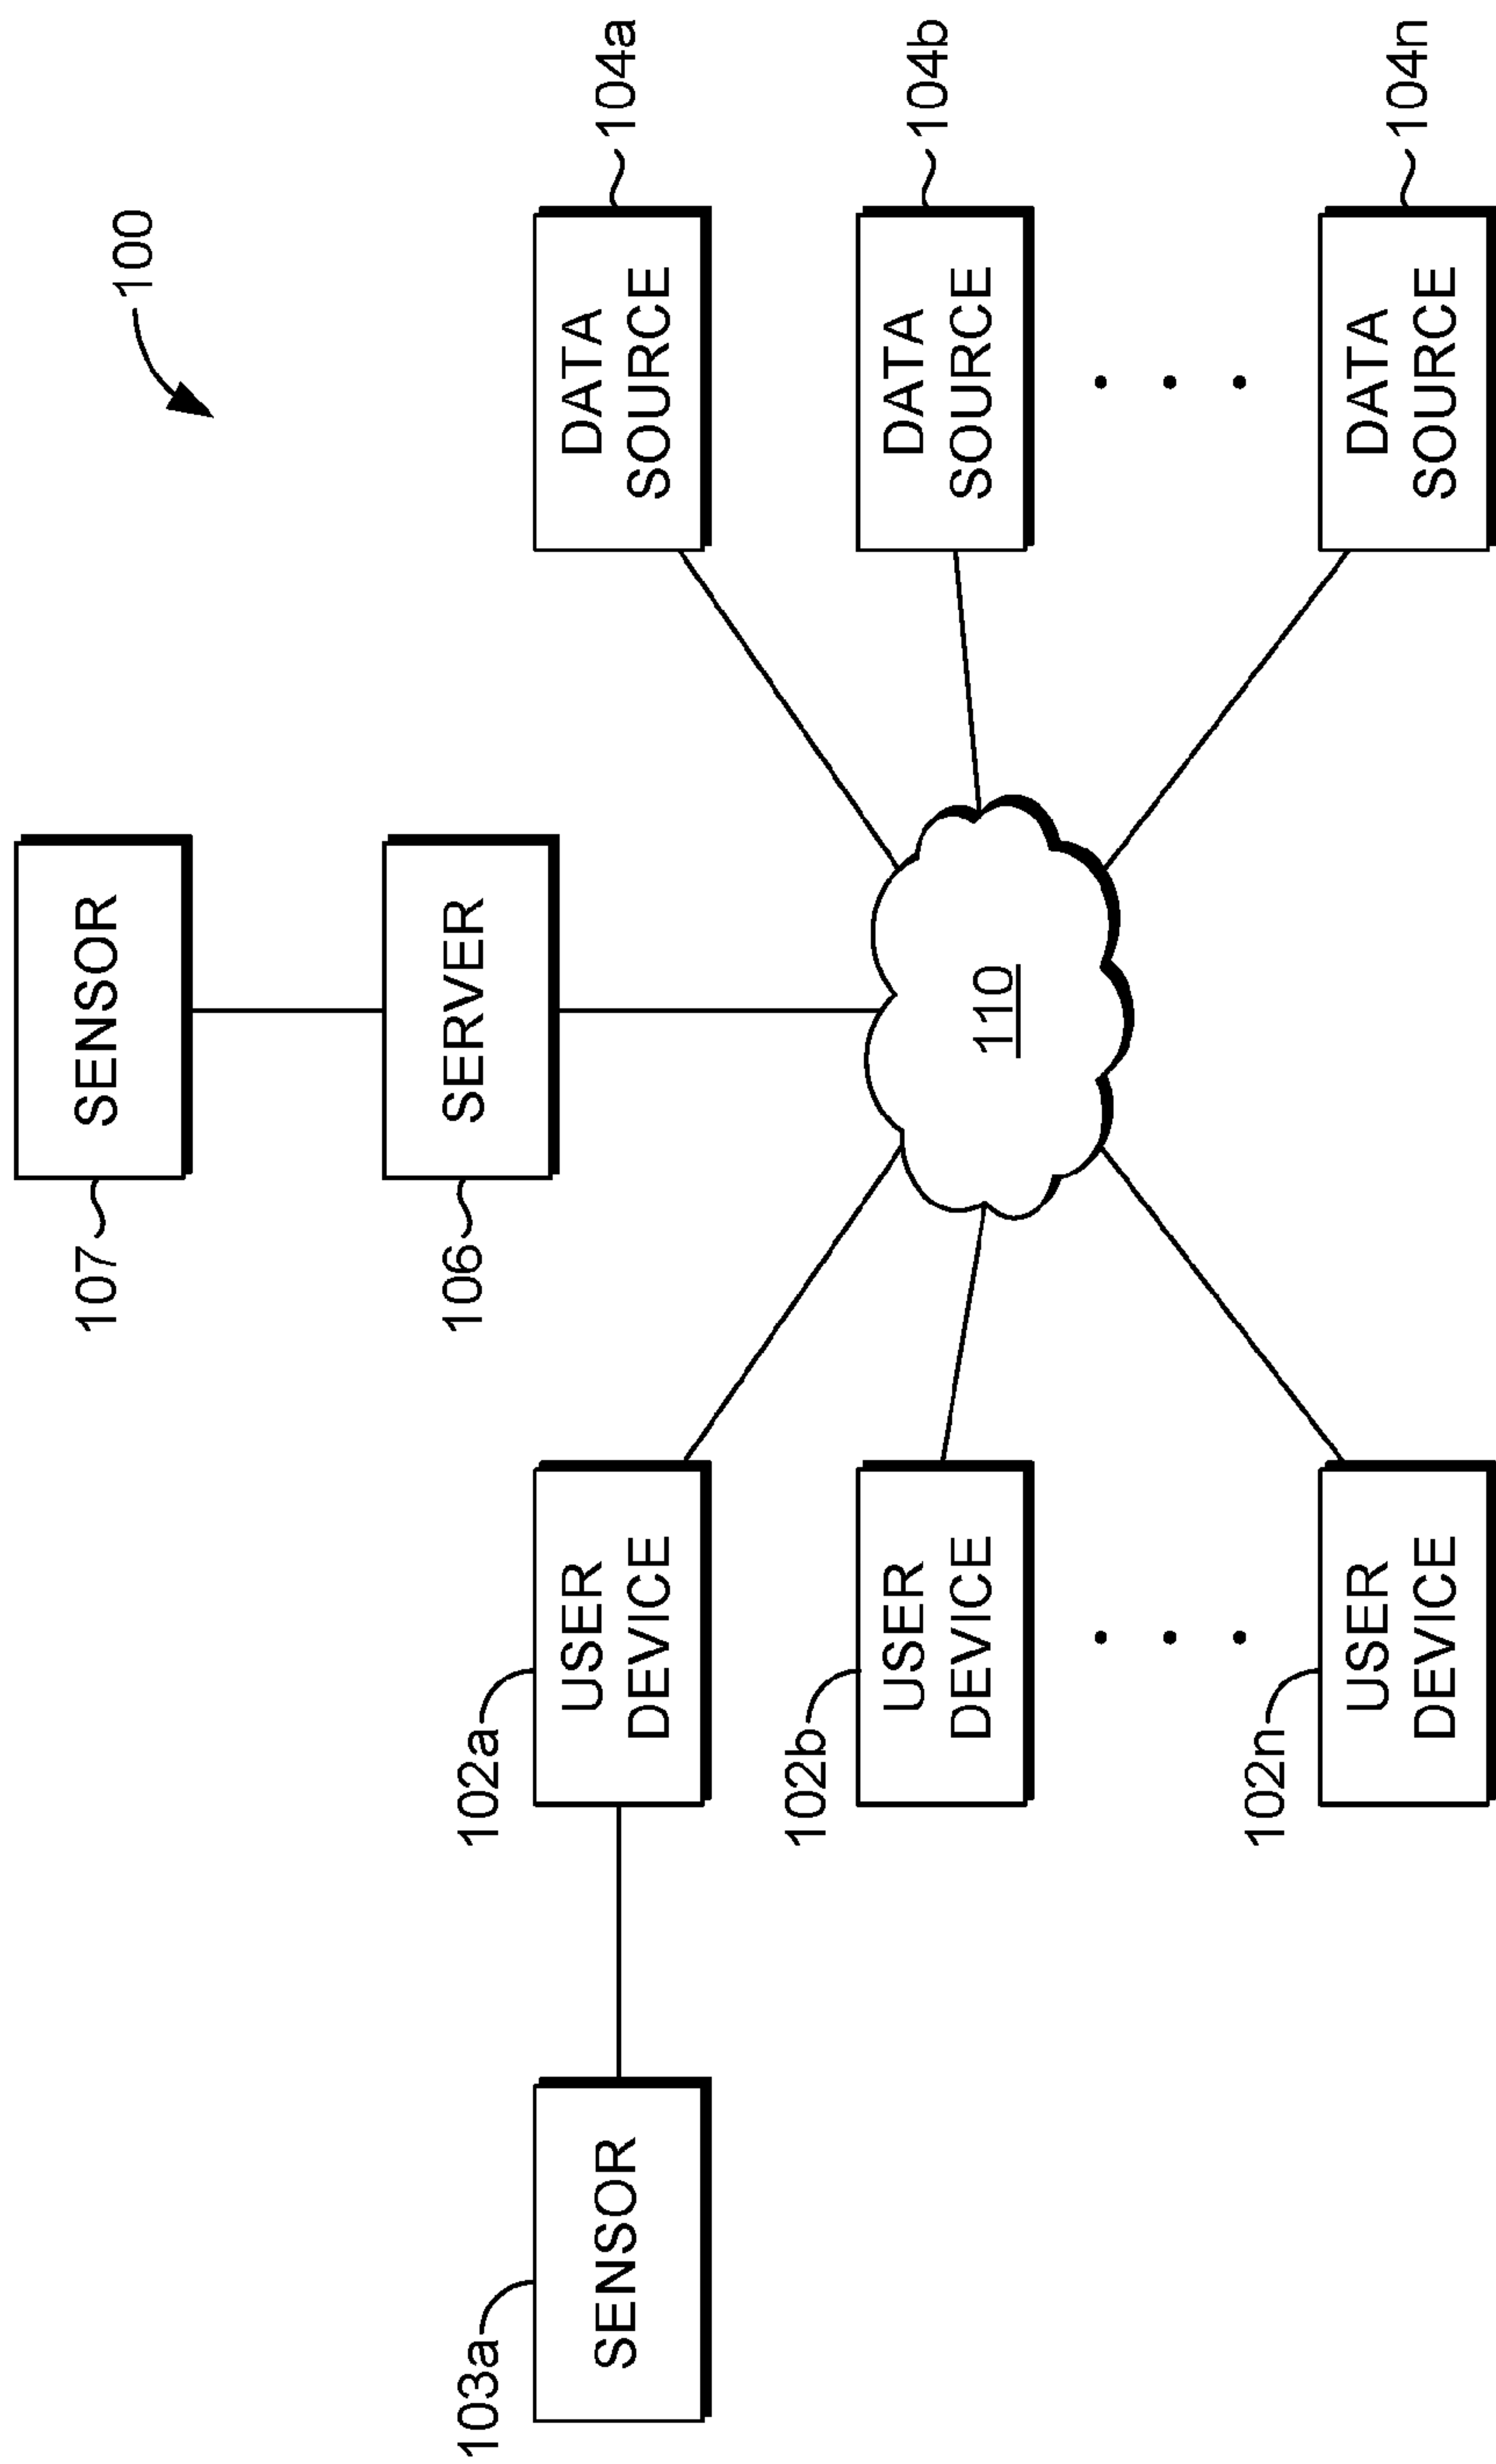 100
107
SENSOR
106
SERVER
103a
SENSOR
102a
USER
DEVICE
104a
DATA
SOURCE
102b
USER
DEVICE
110
104b
DATA
SOURCE
102n
USER
DEVICE
104n
DATA
SOURCE